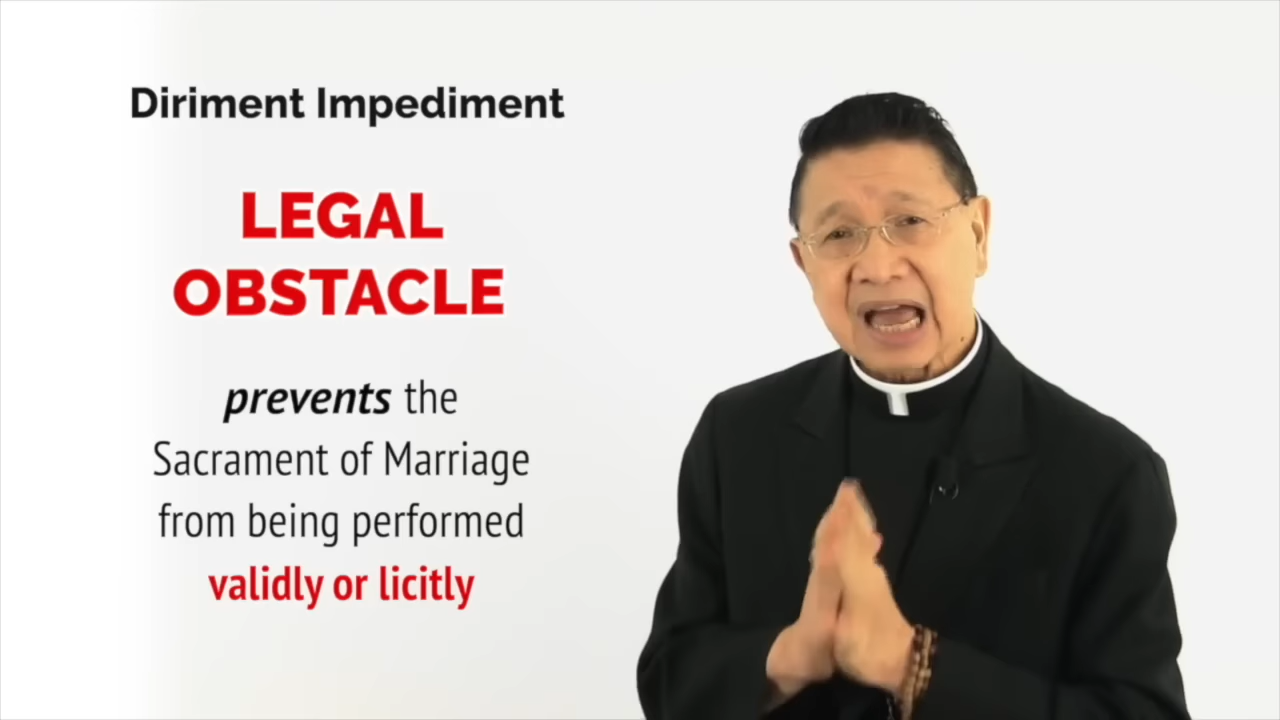 Diriment Impediment
LEGAL
OBSTACLE
prevents the
Sacrament of Marriage
from being performed
validly or licitly